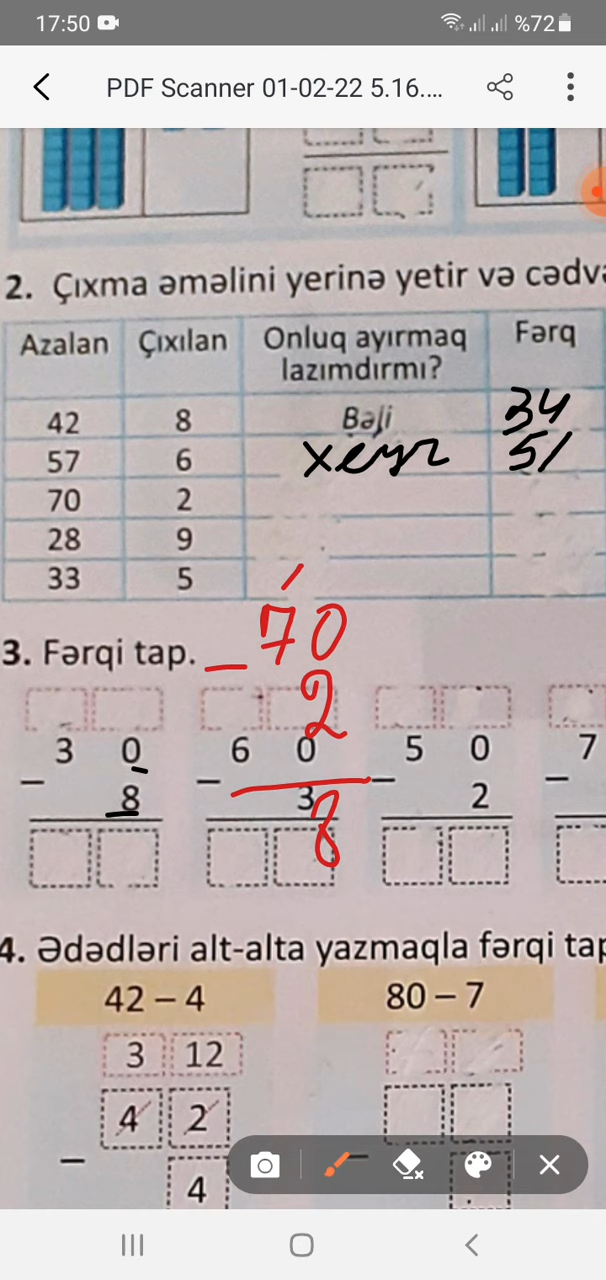 17:50 %72
PDF Scanner 01-02-22 5.16....
2. Çıxma əməlini yerinə yetir və cədvə
Azalan Çıxılan Onluq ayırmaq lazımdırmı? Fərq
42 8 Bəli 34
57 6 xeyr 51
70 2
28 9
33 5
70
3. Fərqi tap. –
2
3 0 6 0 5 0 7
– 8 – 3 – 2 –
8
4. Ədədləri alt-alta yazmaqla fərqi tap
42 – 4 80 – 7
3 12
4 2
– 4